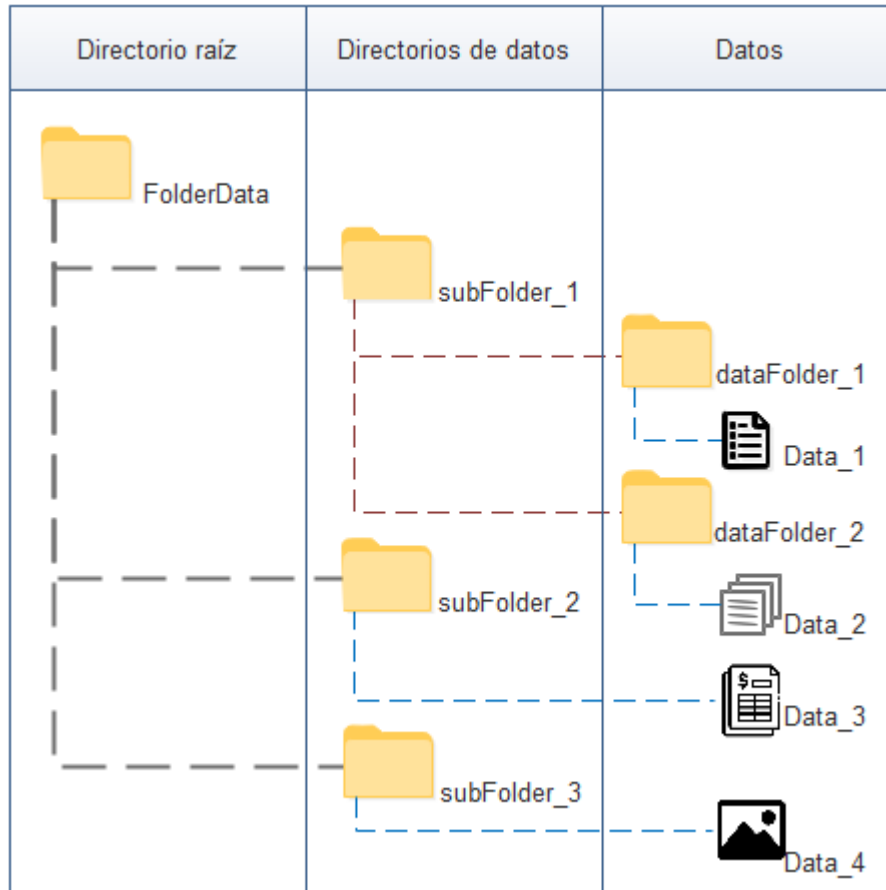 Directorio raíz
Directorios de datos
Datos
FolderData
subFolder_1
dataFolder_1
Data_1
dataFolder_2
subFolder_2
Data_2
$
Data_3
subFolder_3
Data_4